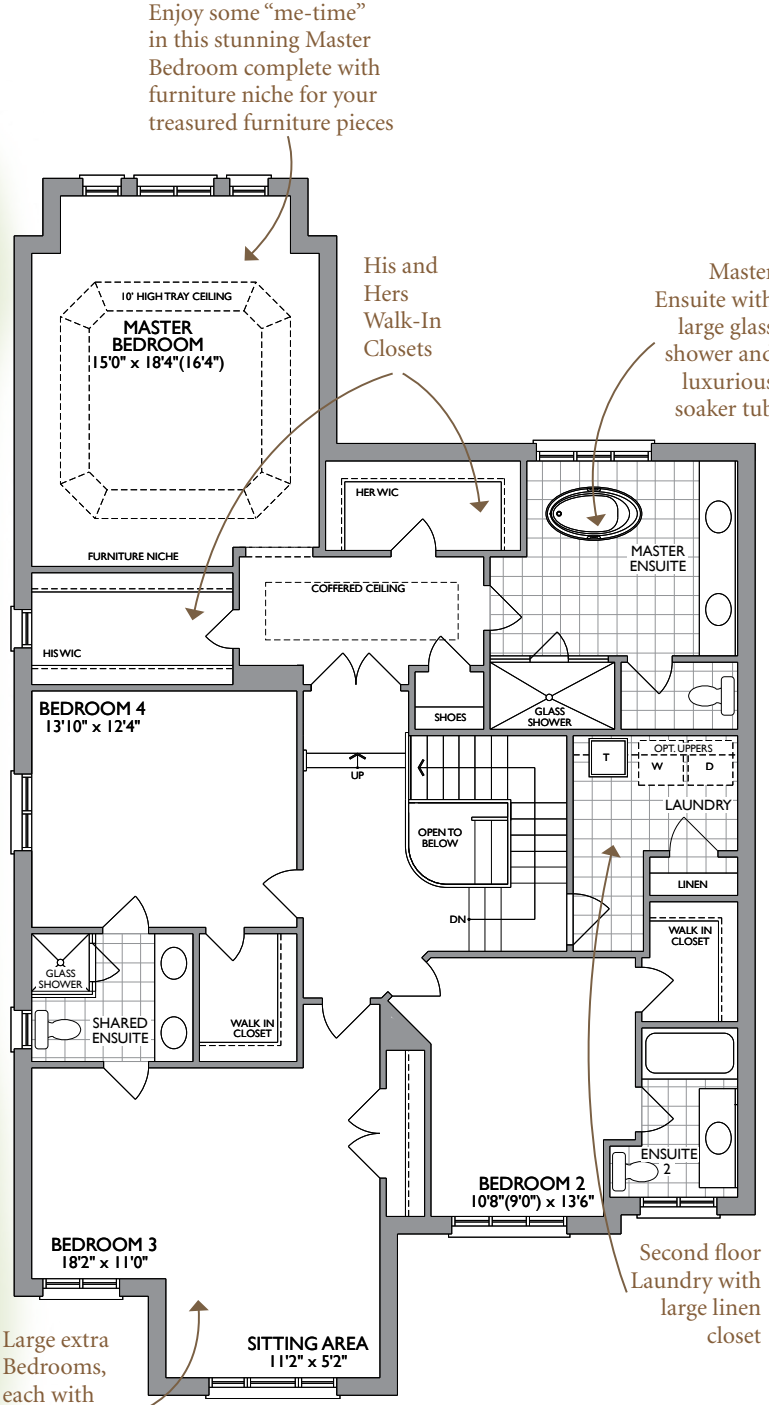 Enjoy some “me-time”
in this stunning Master
Bedroom complete with
furniture niche for your
treasured furniture pieces
His and
Hers
Walk-In
Closets
Master
Ensuite with
large glass
shower and
luxurious
soaker tub
10' HIGH TRAY CEILING
MASTER
BEDROOM
15'0" x 18'4"(16'4")
FURNITURE NICHE
HER WIC
MASTER
ENSUITE
COFFERED CEILING
HIS WIC
SHOES
GLASS
SHOWER
BEDROOM 4
13'10" x 12'4"
UP
OPEN TO
BELOW
DN
T
OPT. UPPERS
W
D
LAUNDRY
LINEN
WALK IN
CLOSET
GLASS
SHOWER
SHARED
ENSUITE
WALK IN
CLOSET
ENSUITE
2
BEDROOM 2
10'8"(9'0") x 13'6"
BEDROOM 3
18'2" x 11'0"
SITTING AREA
11'2" x 5'2"
Second floor
Laundry with
large linen
closet
Large extra
Bedrooms,
each with